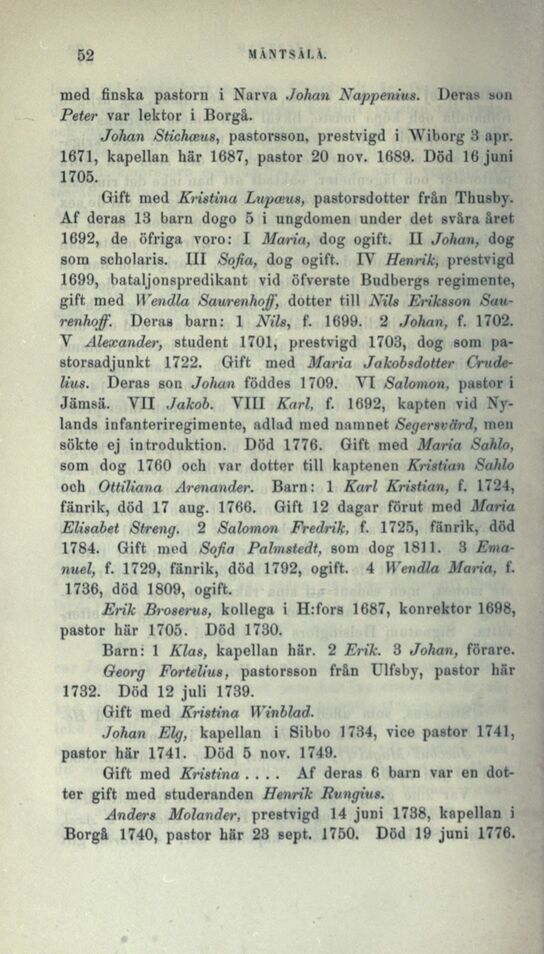 52 MÄNTSÄLÄ.
med finska pastorn i Narva Johan Nappenius. Deras son
Peter var lektor i Borgå.
Johan Stichæus, pastorsson, prestvigd i Wiborg 3 apr.
1671, kapellan här 1687, pastor 20 nov. 1689. Död 16 juni
1705.
Gift med Kristina Lupæus, pastorsdotter från Thusby.
Af deras 13 barn dogo 5 i ungdomen under det svåra året
1692, de öfriga voro: I Maria, dog ogift. II Johan, dog
som scholaris. III Sofia, dog ogift. IV Henrik, prestvigd
1699, bataljonspredikant vid öfverste Budbergs regimente,
gift med Wendla Saurenhoff, dotter till Nils Eriksson Sau-
renhoff. Deras barn: 1 Nils, f. 1699. 2 Johan, f. 1702.
V Alexander, student 1701, prestvigd 1703, dog som pa-
storsadjunkt 1722. Gift med Maria Jakobsdotter Crude-
lius. Deras son Johan föddes 1709. VI Salomon, pastor i
Jämsä. VII Jakob. VIII Karl, f. 1692, kapten vid Ny-
lands infanteriregimente, adlad med namnet Segersvärd, men
sökte ej introduktion. Död 1776. Gift med Maria Sahlo,
som dog 1760 och var dotter till kaptenen Kristian Sahlo
och Ottiliana Arenander. Barn: 1 Karl Kristian, f. 1724,
fänrik, död 17 aug. 1766. Gift 12 dagar förut med Maria
Elisabet Streng. 2 Salomon Fredrik, f. 1725, fänrik, död
1784. Gift med Sofia Palmstedt, som dog 1811. 3 Ema-
nuel, f. 1729, fänrik, död 1792, ogift. 4 Wendla Maria, f.
1736, död 1809, ogift.
Erik Broserus, kollega i H:fors 1687, konrektor 1698,
pastor här 1705. Död 1730.
Barn: 1 Klas, kapellan här. 2 Erik. 3 Johan, förare.
Georg Fortelius, pastorsson från Ulfsby, pastor här
1732. Död 12 juli 1739.
Gift med Kristina Winblad.
Johan Elg, kapellan i Sibbo 1734, vice pastor 1741,
pastor här 1741. Död 5 nov. 1749.
Gift med Kristina . . . . Af deras 6 barn var en dot-
ter gift med studeranden Henrik Rungius.
Anders Molander, prestvigd 14 juni 1738, kapellan i
Borgå 1740, pastor här 23 sept. 1750. Död 19 juni 1776.